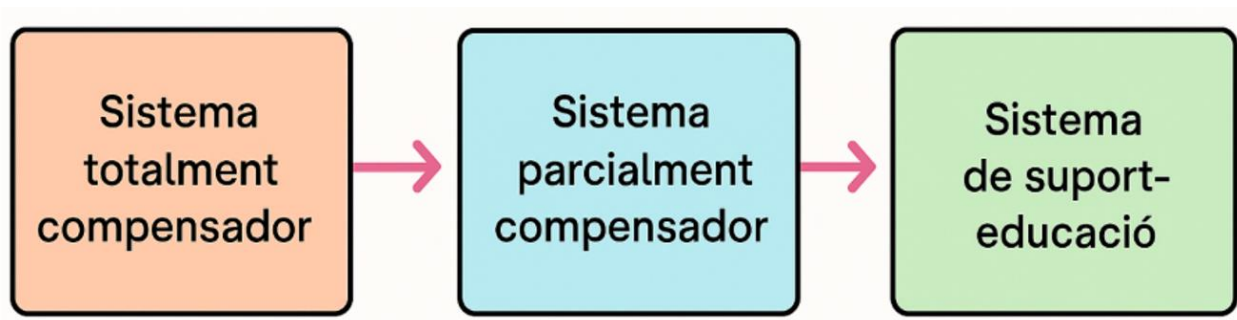 Sistema
totalment
compensador
Sistema
parcialment
compensador
Sistema
de suport-
educació